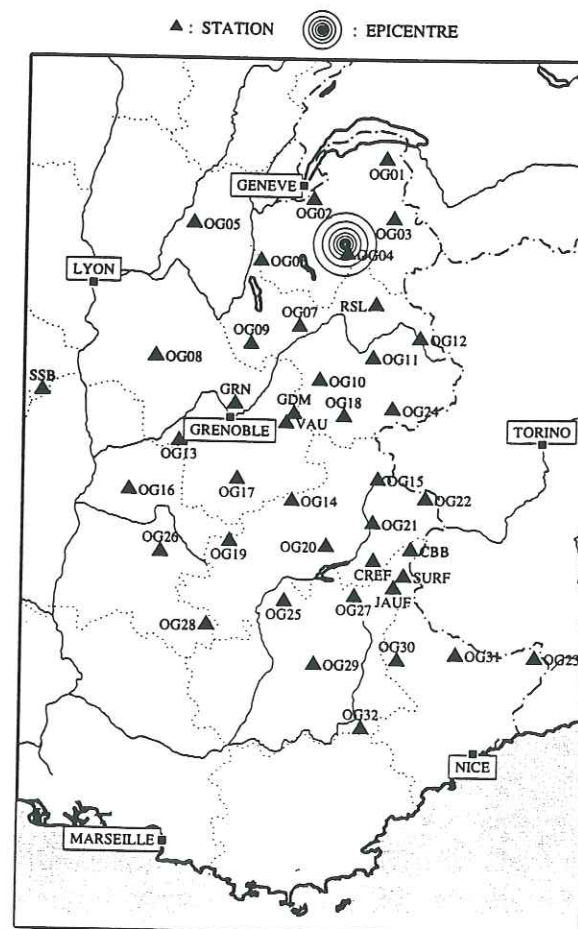 ▲ : STATION : EPICENTRE
OG01
GENEVE
OG02
OG05
OG03
OG04
LYON
RSL
OG07
OG09
OG12
OG08
OG11
SSB
OG10
GRN
GDM
OG18
OG24
GRENOBLE
VAU
TORINO
OG13
OG17
OG15
OG16
OG14
OG22
OG21
OG26
OG19
OG20
CBB
CREF
SURF
JAUF
OG25
OG27
OG28
OG30
OG29
OG31
OG23
OG32
NICE
MARSEILLE